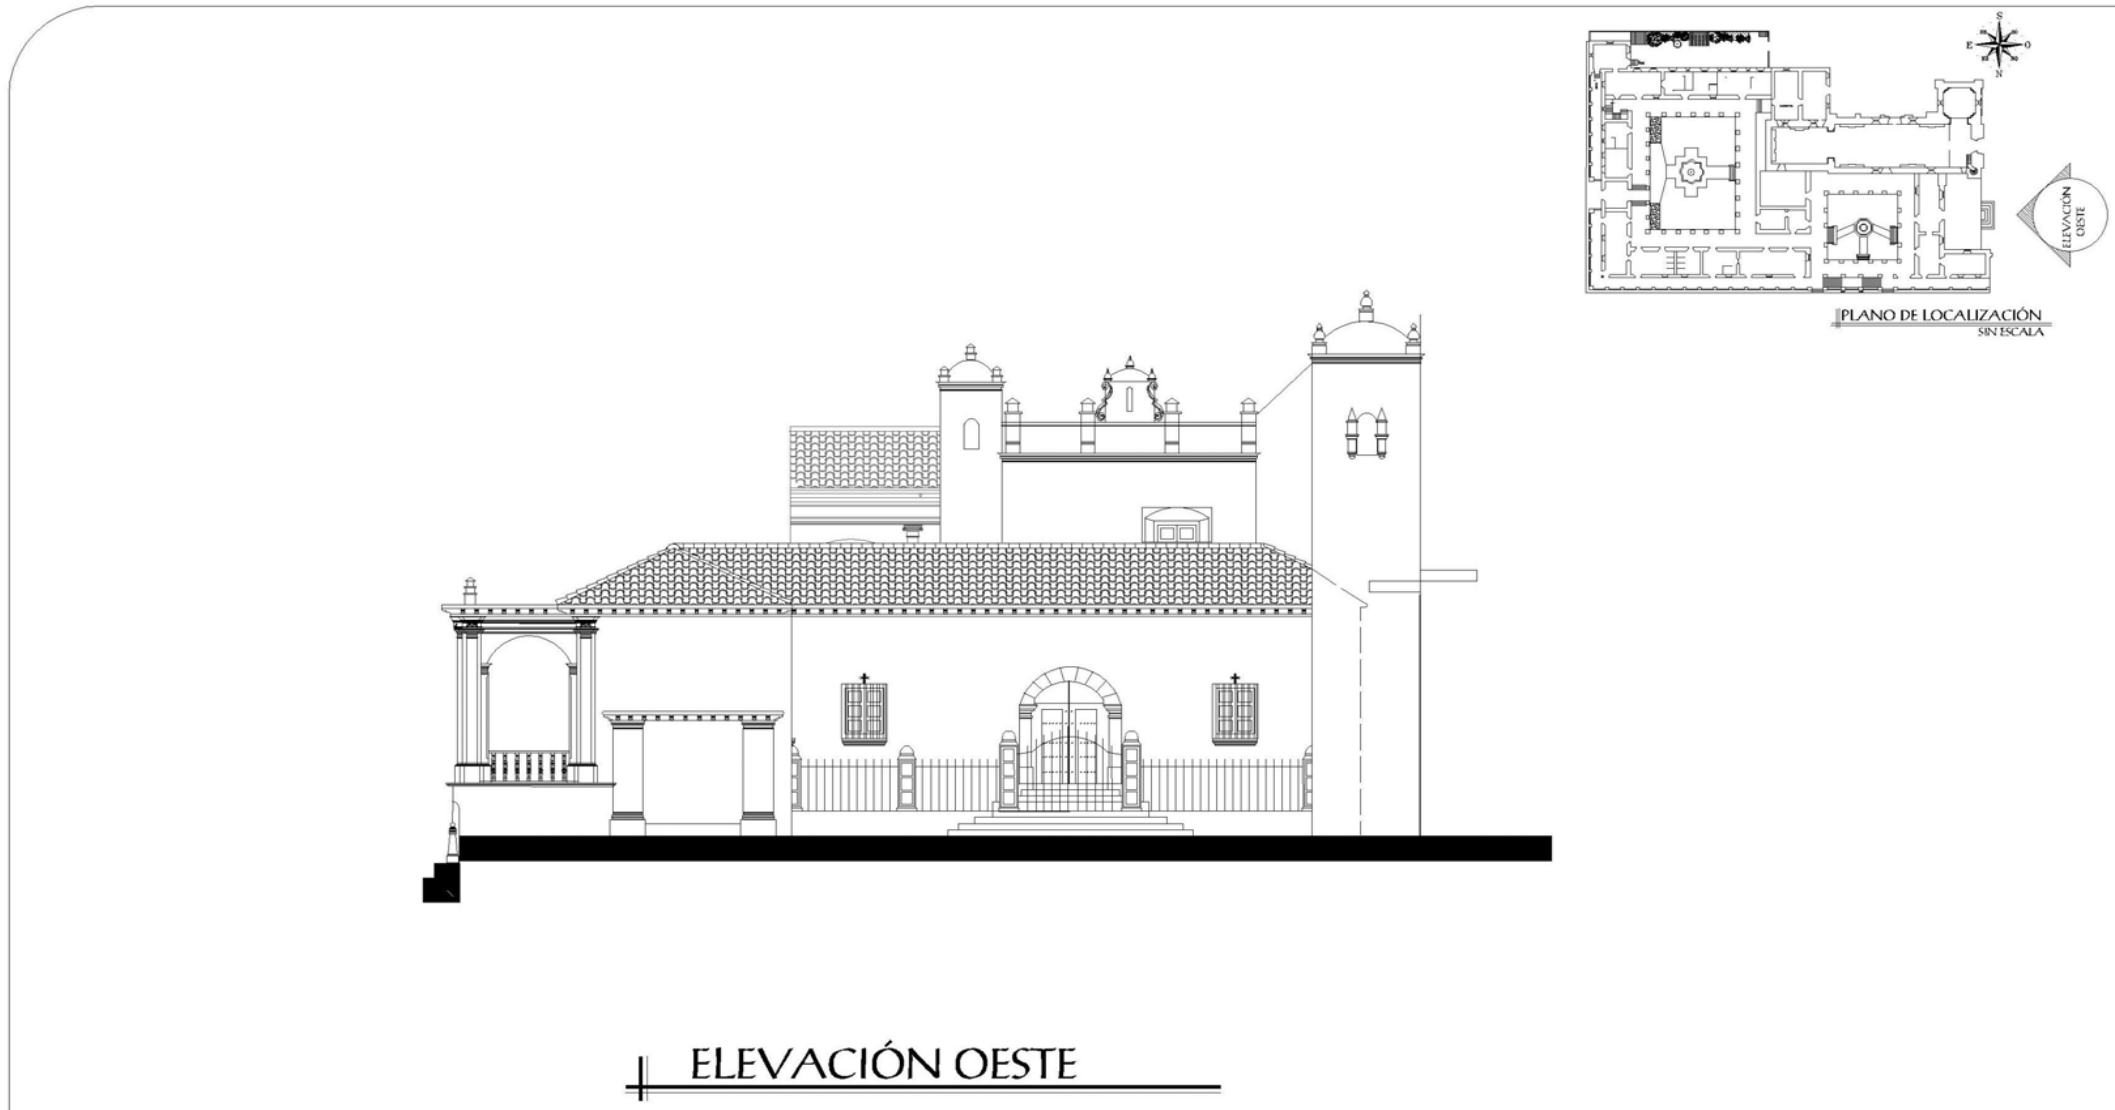 S
E O
N
ELEVACIÓN
OESTE
PLANO DE LOCALIZACIÓN
SIN ESCALA
ELEVACIÓN OESTE